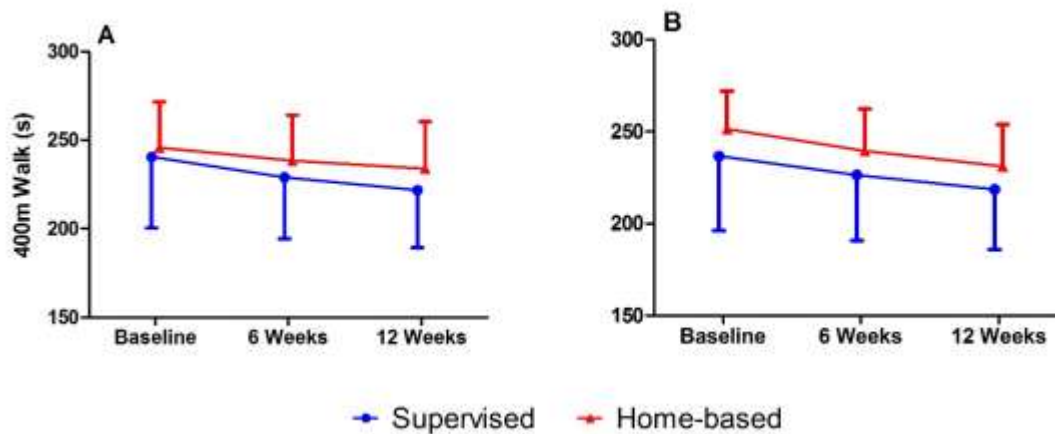 A
400m Walk (s)
300
250
200
150
Baseline 6 Weeks 12 Weeks
B
300
250
200
150
Baseline 6 Weeks 12 Weeks
Supervised Home-based